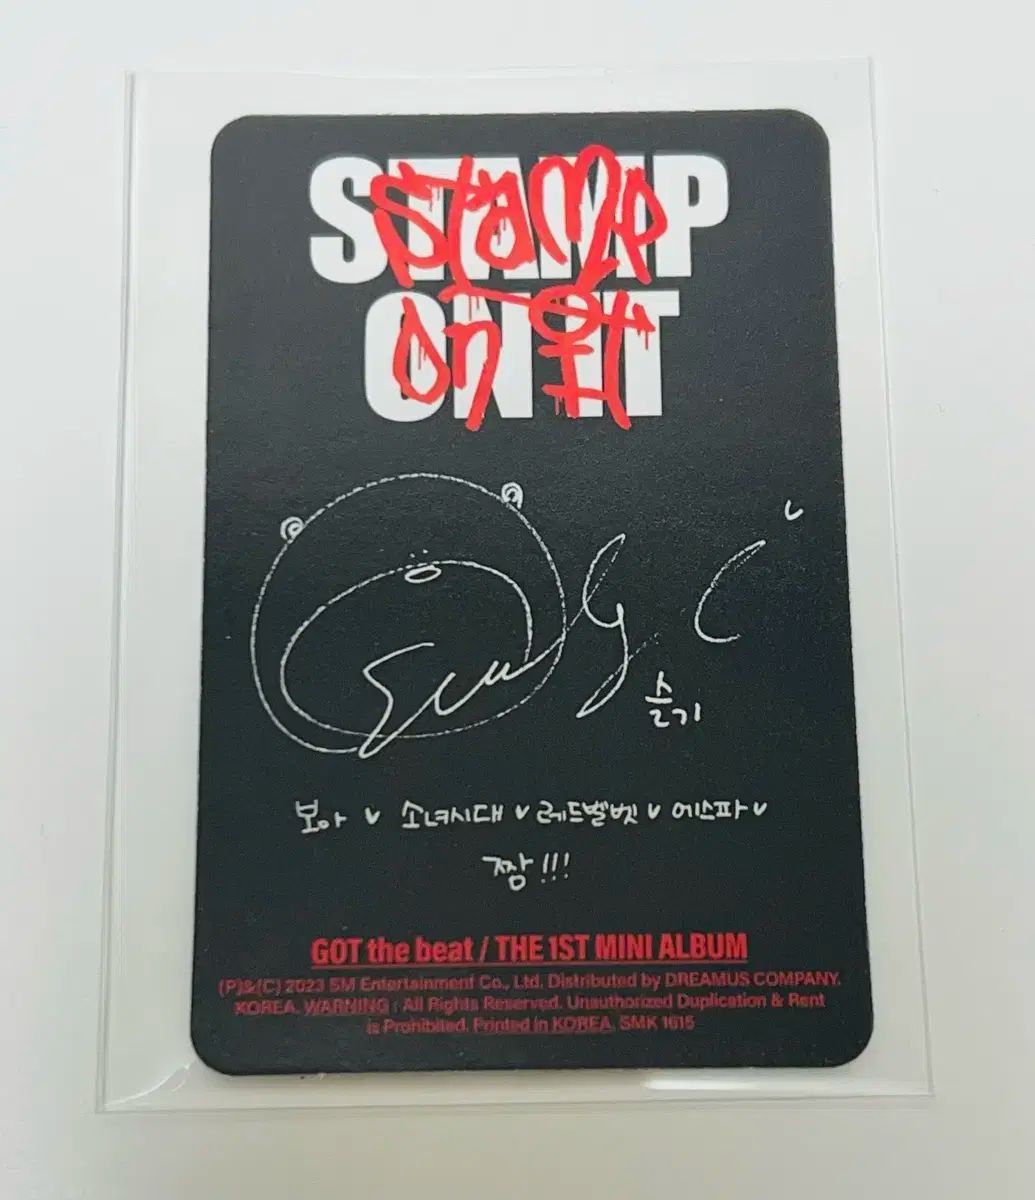 STAMP
ON IT
Stamp
on it
Seulgi
슬기
보아 소녀시대 레드벨벳 에스파
짱!!!
GOT the beat / THE 1ST MINI ALBUM
(P)&(C) 2023 SM Entertainment Co., Ltd. Distributed by DREAMUS COMPANY.
KOREA. WARNING : All Rights Reserved. Unauthorized Duplication & Rent
is Prohibited. Printed in KOREA. SMK 1615